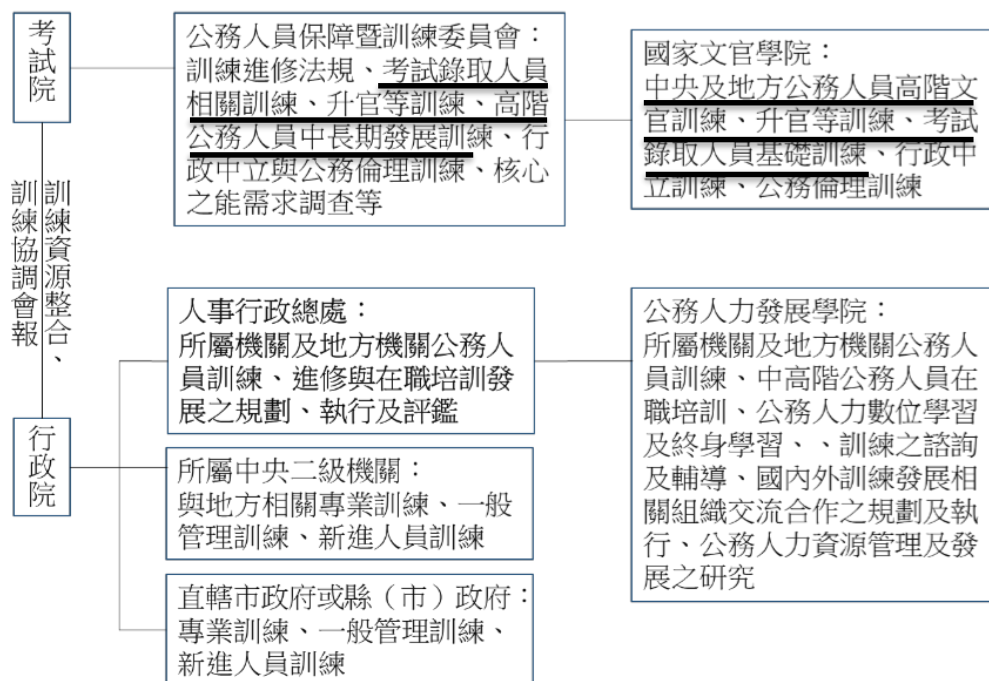 考試院
公務人員保障暨訓練委員會：
訓練進修法規、考試錄取人員
相關訓練、升官等訓練、高階
公務人員中長期發展訓練、行
政中立與公務倫理訓練、核心
之能需求調查等
國家文官學院：
中央及地方公務人員高階文
官訓練、升官等訓練、考試
錄取人員基礎訓練、行政中
立訓練、公務倫理訓練
訓練資源整合、
訓練協調會報
行政院
人事行政總處：
所屬機關及地方機關公務人
員訓練、進修與在職培訓發
展之規劃、執行及評鑑
公務人力發展學院：
所屬機關及地方機關公務人
員訓練、中高階公務人員在
職培訓、公務人力數位學習
及終身學習、、訓練之諮詢
及輔導、國內外訓練發展相
關組織交流合作之規劃及執
行、公務人力資源管理及發
展之研究
所屬中央二級機關：
與地方相關專業訓練、一般
管理訓練、新進人員訓練
直轄市政府或縣（市）政府：
專業訓練、一般管理訓練、
新進人員訓練